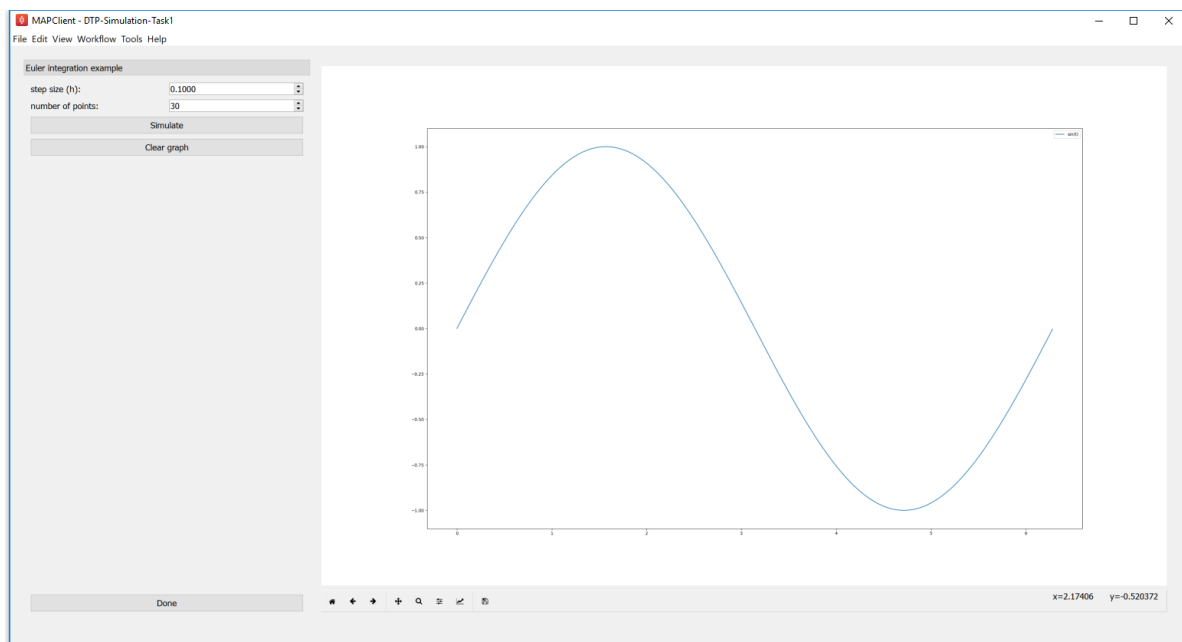 MAPClient - DTP-Simulation-Task1
File Edit View Workflow Tools Help
Euler integration example
step size (h): 0.1000
number of points: 30
Simulate
Clear graph
sin(t)
1.00
0.75
0.50
0.25
0.00
−0.25
−0.50
−0.75
−1.00
0 1 2 3 4 5 6
Done
x=2.17406 y=-0.520372